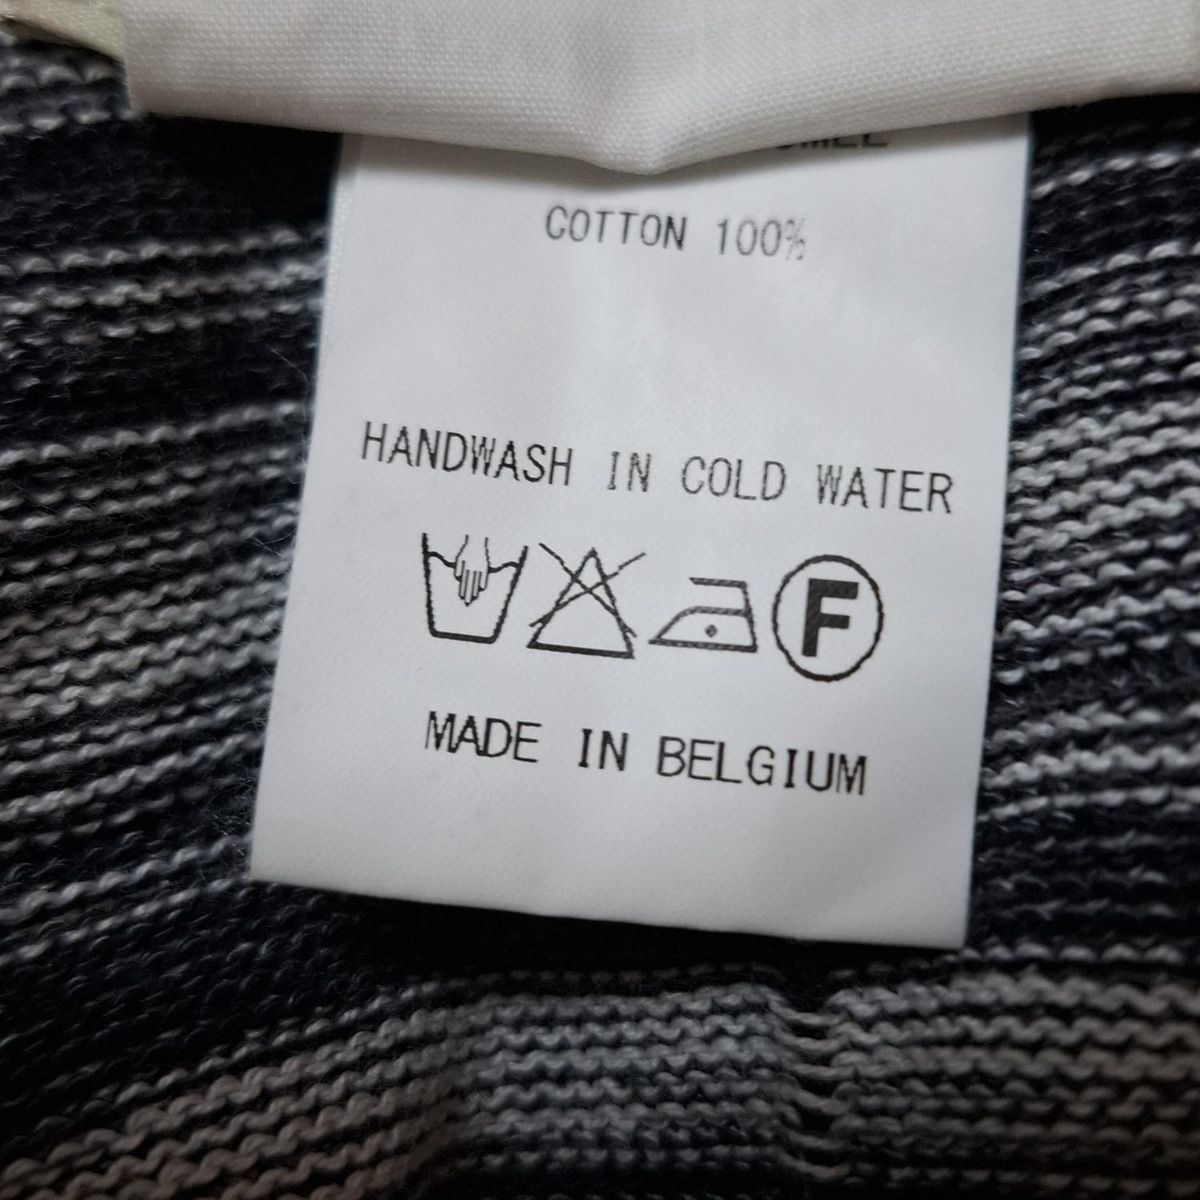 COTTON 100%
HANDWASH IN COLD WATER
F
MADE IN BELGIUM